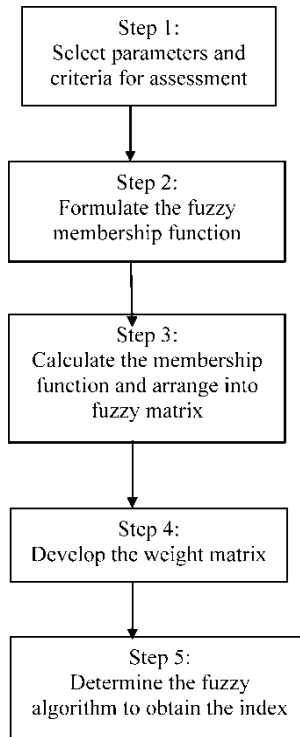 Step 1:
Select parameters and
criteria for assessment
Step 2:
Formulate the fuzzy
membership function
Step 3:
Calculate the membership
function and arrange into
fuzzy matrix
Step 4:
Develop the weight matrix
Step 5:
Determine the fuzzy
algorithm to obtain the index